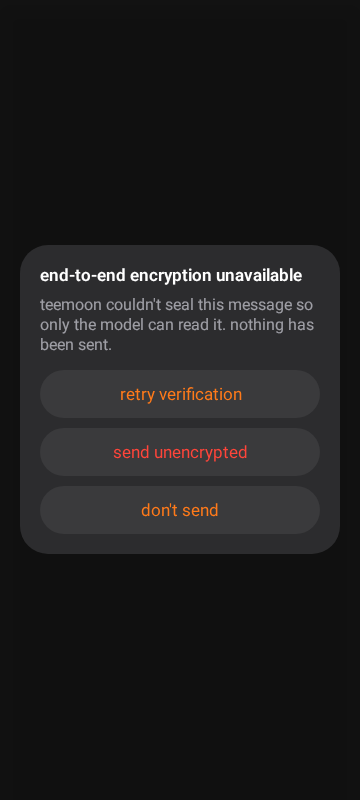 end-to-end encryption unavailable
teemoon couldn't seal this message so
only the model can read it. nothing has
been sent.
retry verification
send unencrypted
don't send